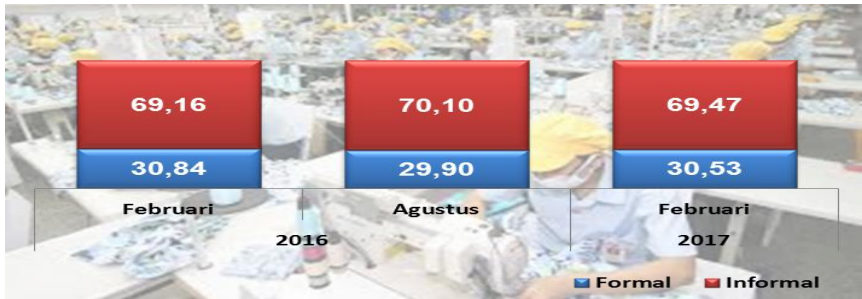 69,16 70,10 69,47
30,84 29,90 30,53
Februari Agustus Februari
2016 2017
Formal Informal